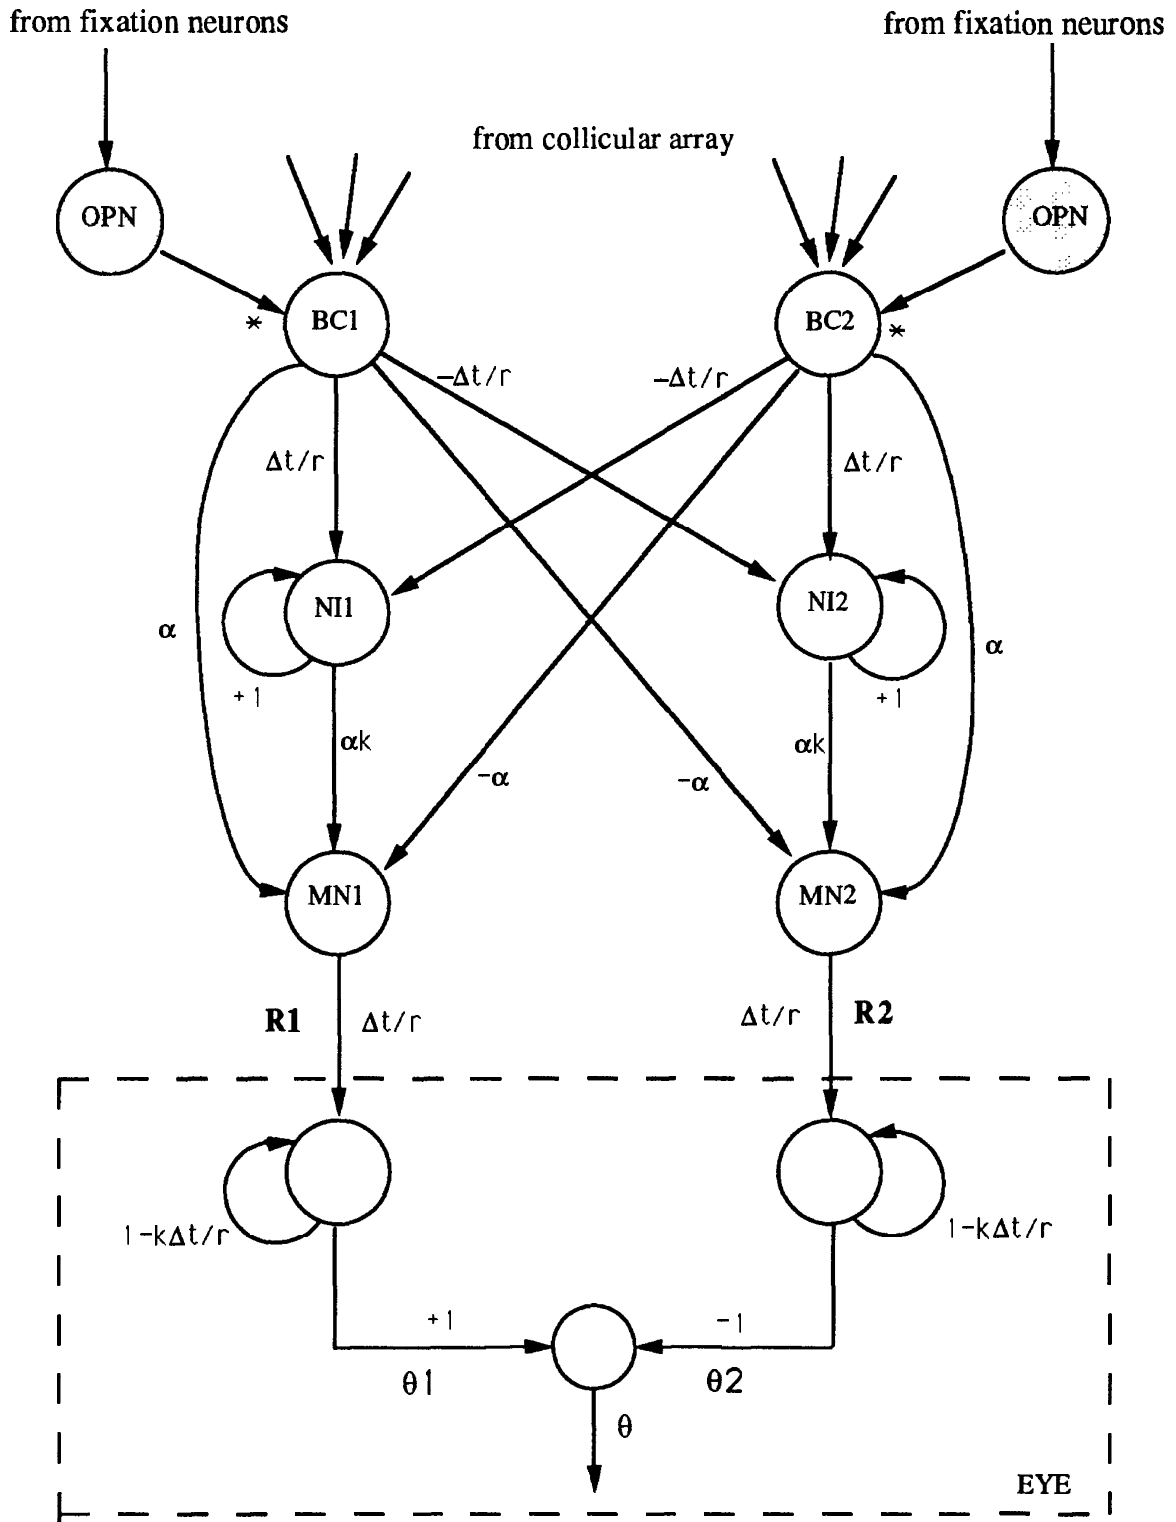 from fixation neurons
from fixation neurons
from collicular array
OPN
OPN
* BC1
BC2 *
–Δt/r
–Δt/r
Δt/r
Δt/r
NI1
NI2
α
α
+1
+1
αk
αk
-α
-α
MN1
MN2
R1 Δt/r
Δt/r R2
1-kΔt/r
1-kΔt/r
+1
-1
θ1
θ2
θ
EYE